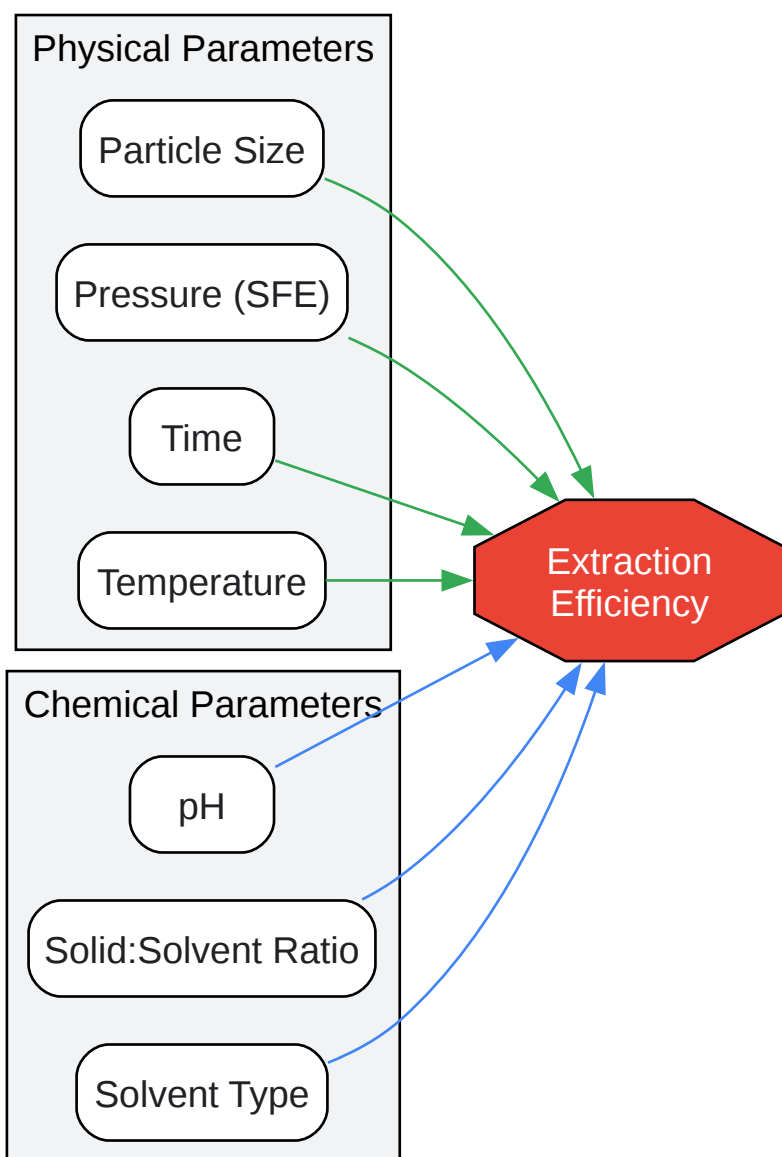 Physical Parameters
Particle Size
Pressure (SFE)
Time
Temperature
Extraction
Efficiency
Chemical Parameters
pH
Solid:Solvent Ratio
Solvent Type